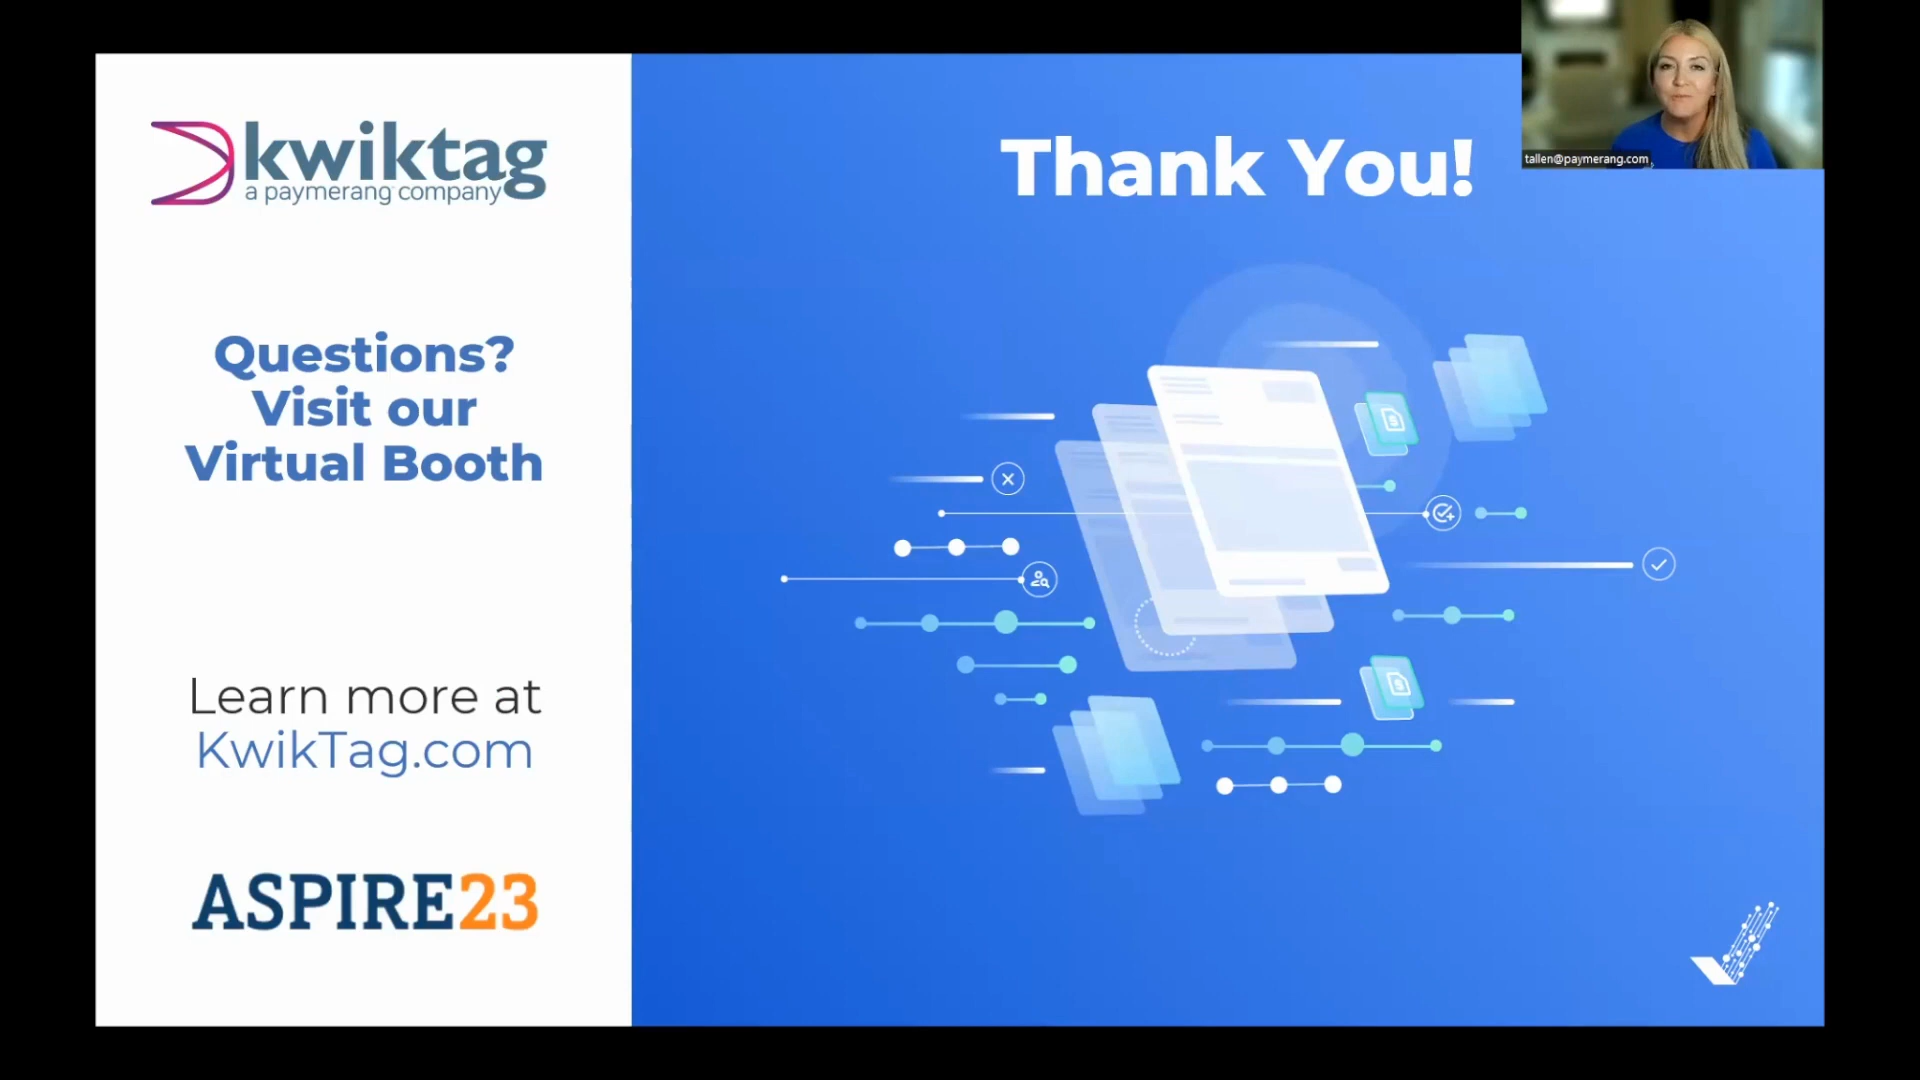 kwiktag
a paymerang company
Questions?
Visit our
Virtual Booth
Learn more at
KwikTag.com
ASPIRE23
Thank You!
tallen@paymerang.com